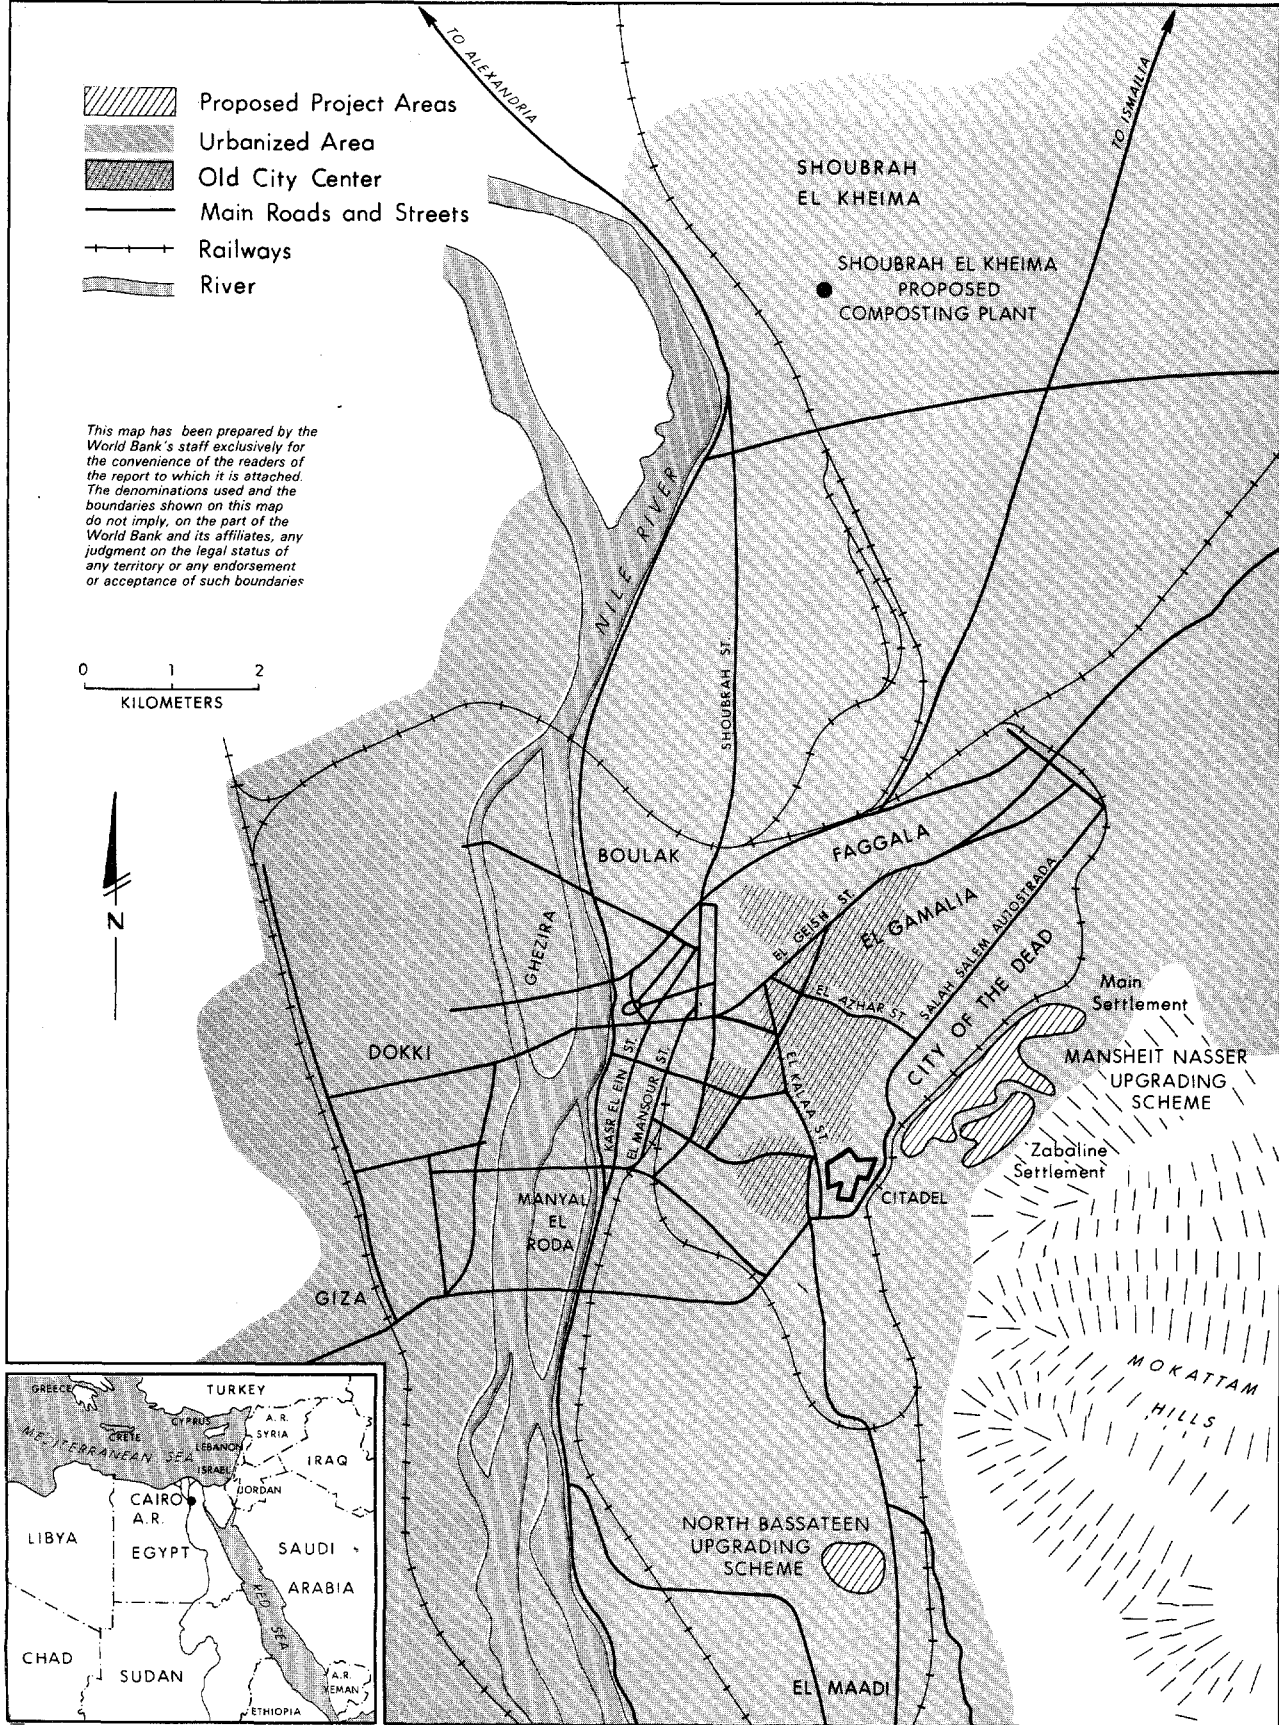 TO ALEXANDRIA
TO ISMAILIA
Proposed Project Areas
Urbanized Area
Old City Center
Main Roads and Streets
Railways
River
SHOUBRAH
EL KHEIMA
SHOUBRAH EL KHEIMA
PROPOSED
COMPOSTING PLANT
This map has been prepared by the
World Bank's staff exclusively for
the convenience of the readers of
the report to which it is attached.
The denominations used and the
boundaries shown on this map
do not imply, on the part of the
World Bank and its affiliates, any
judgment on the legal status of
any territory or any endorsement
or acceptance of such boundaries
NILE RIVER
0 1 2
KILOMETERS
SHOUBRAH ST.
N
BOULAK
FAGGALA
GHEZIRA
EL GEISH ST.
EL GAMALIA
SALAH SALEM AUTOSTRADA
CITY OF THE DEAD
EL AZHAR ST
Main
Settlement
DOKKI
KASR EL EIN ST.
EL MANSOUR ST.
EL KALAA ST
MANSHEIT NASSER
UPGRADING
SCHEME
Zabaline
Settlement
CITADEL
MANYAL
EL
RODA
GIZA
MOKATTAM
HILLS
NORTH BASSATEEN
UPGRADING
SCHEME
EL MAADI
GREECE
TURKEY
CYPRUS
CRETE
A. R.
SYRIA
LEBANON
MEDITERRANEAN SEA
ISRAEL
IRAQ
JORDAN
CAIRO
A.R.
EGYPT
LIBYA
SAUDI
ARABIA
RED SEA
CHAD
SUDAN
A.R.
YEMAN
ETHIOPIA